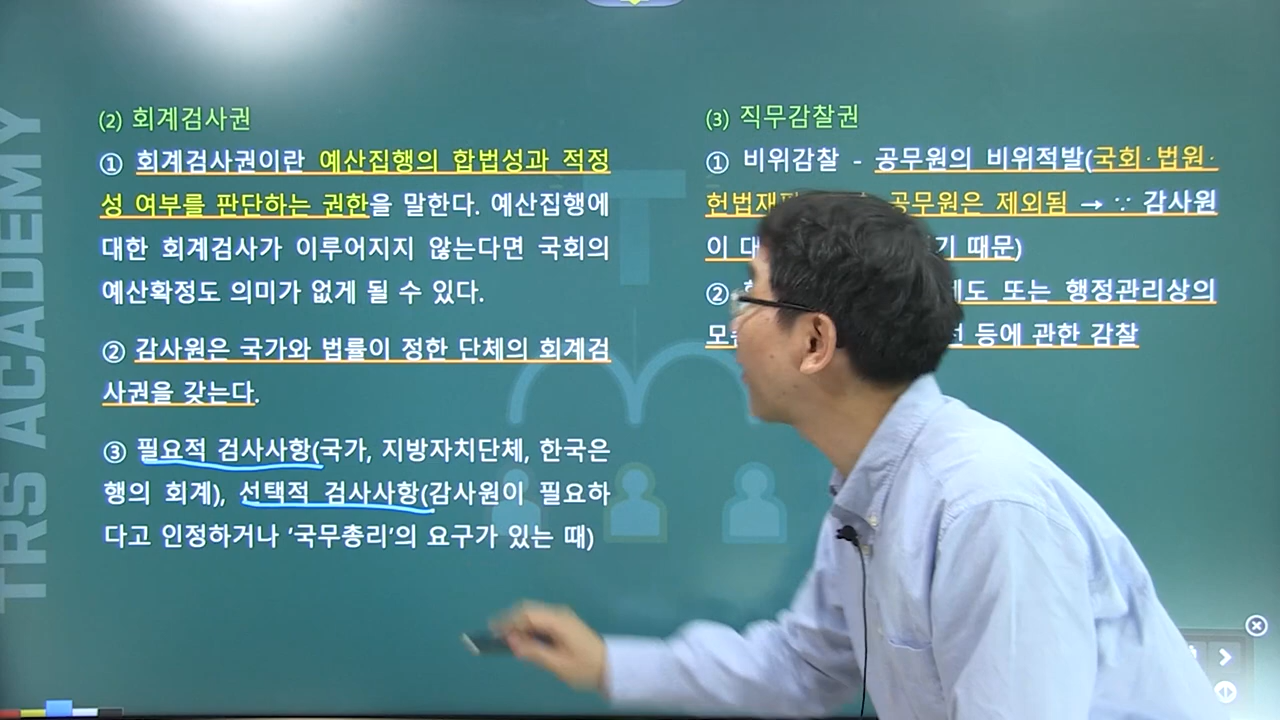 TRS ACADEMY
(2) 회계검사권
① 회계검사권이란 예산집행의 합법성과 적정
성 여부를 판단하는 권한을 말한다. 예산집행에
대한 회계검사가 이루어지지 않는다면 국회의
예산확정도 의미가 없게 될 수 있다.
② 감사원은 국가와 법률이 정한 단체의 회계검
사권을 갖는다.
③ 필요적 검사사항(국가, 지방자치단체, 한국은
행의 회계), 선택적 검사사항(감사원이 필요하
다고 인정하거나 ‘국무총리’의 요구가 있는 때)
(3) 직무감찰권
① 비위감찰 - 공무원의 비위적발(국회·법원·
공무원은 제외됨 → ∵ 감사원
이 때문)
② 또는 행정관리상의
등에 관한 감찰